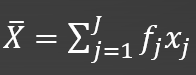 X̄ = ∑ᴶⱼ₌₁ fⱼxⱼ